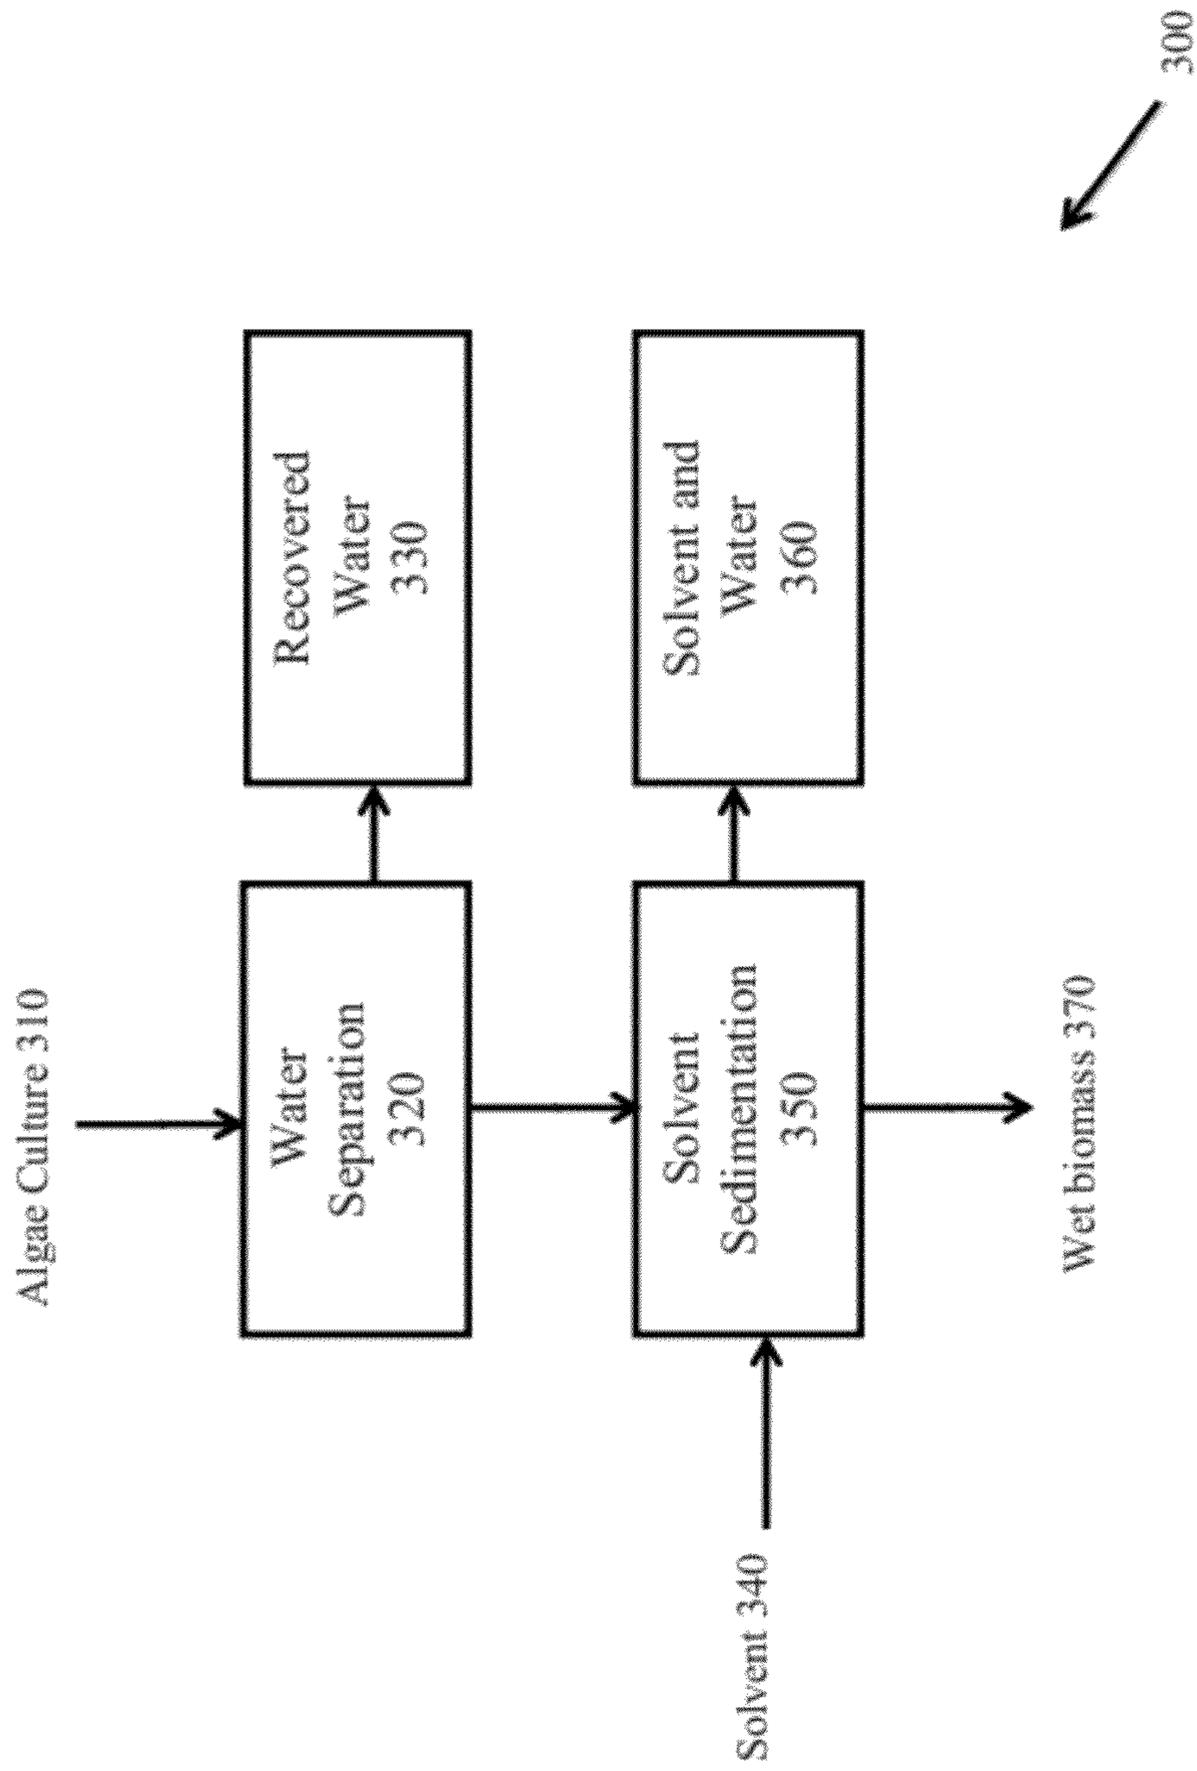 Algae Culture 310
Water
Separation
320
Recovered
Water
330
Solvent 340
Solvent
Sedimentation
350
Solvent and
Water
360
Wet biomass 370
300